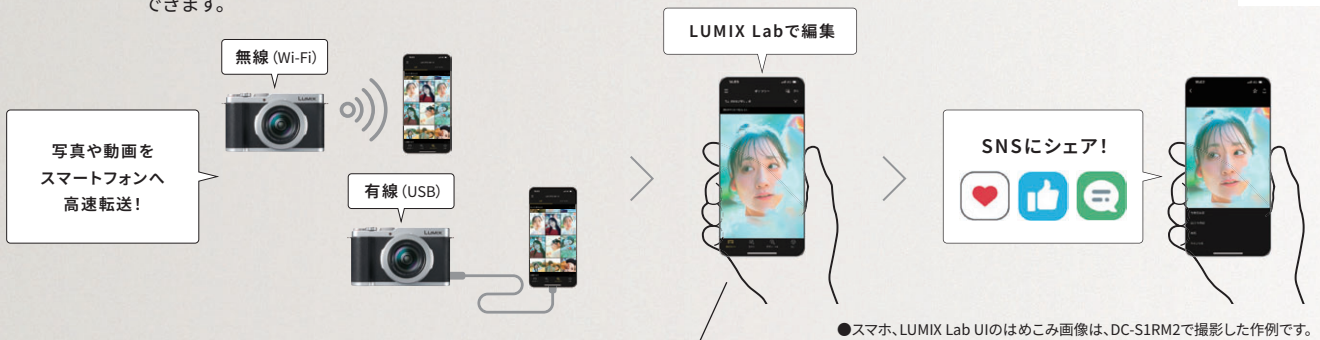 できます。
無線(Wi-Fi)
LUMIX
写真や動画を
スマートフォンへ
高速転送!
有線(USB)
LUMIX
LUMIX Labで編集
SNSにシェア!
●スマホ、LUMIX Lab UIのはめこみ画像は、DC-S1RM2で撮影した作例です。